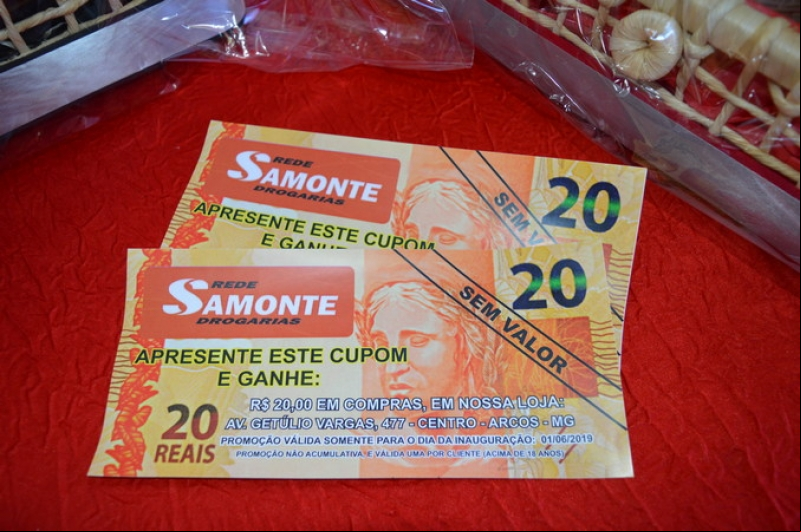 REDE
SAMONTE
DROGARIAS
20
SEM V
APRESENTE ESTE CUPOM
E GANHE
REDE
SAMONTE
DROGARIAS
20
SEM VALOR
APRESENTE ESTE CUPOM
E GANHE:
R$ 20,00 EM COMPRAS, EM NOSSA LOJA:
AV. GETÚLIO VARGAS, 477 - CENTRO - ARCOS - MG
20
REAIS
PROMOÇÃO VÁLIDA SOMENTE PARA O DIA DA INAUGURAÇÃO: 01/06/2019
PROMOÇÃO NÃO ACUMULATIVA, E VÁLIDA UMA POR CLIENTE (ACIMA DE 18 ANOS)